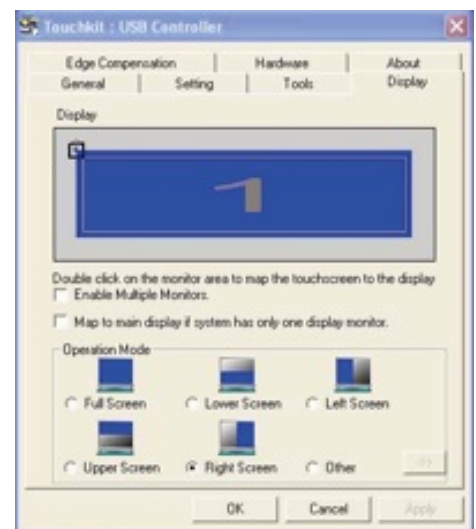 Touchkit : USB Controller
Edge Compensation Hardware About
General Setting Tools Display
Display
1
Double click on the monitor area to map the touchscreen to the display
Enable Multiple Monitors.
Map to main display if system has only one display monitor.
Operation Mode
Full Screen Lower Screen Left Screen
Upper Screen Right Screen Other
OK Cancel Apply